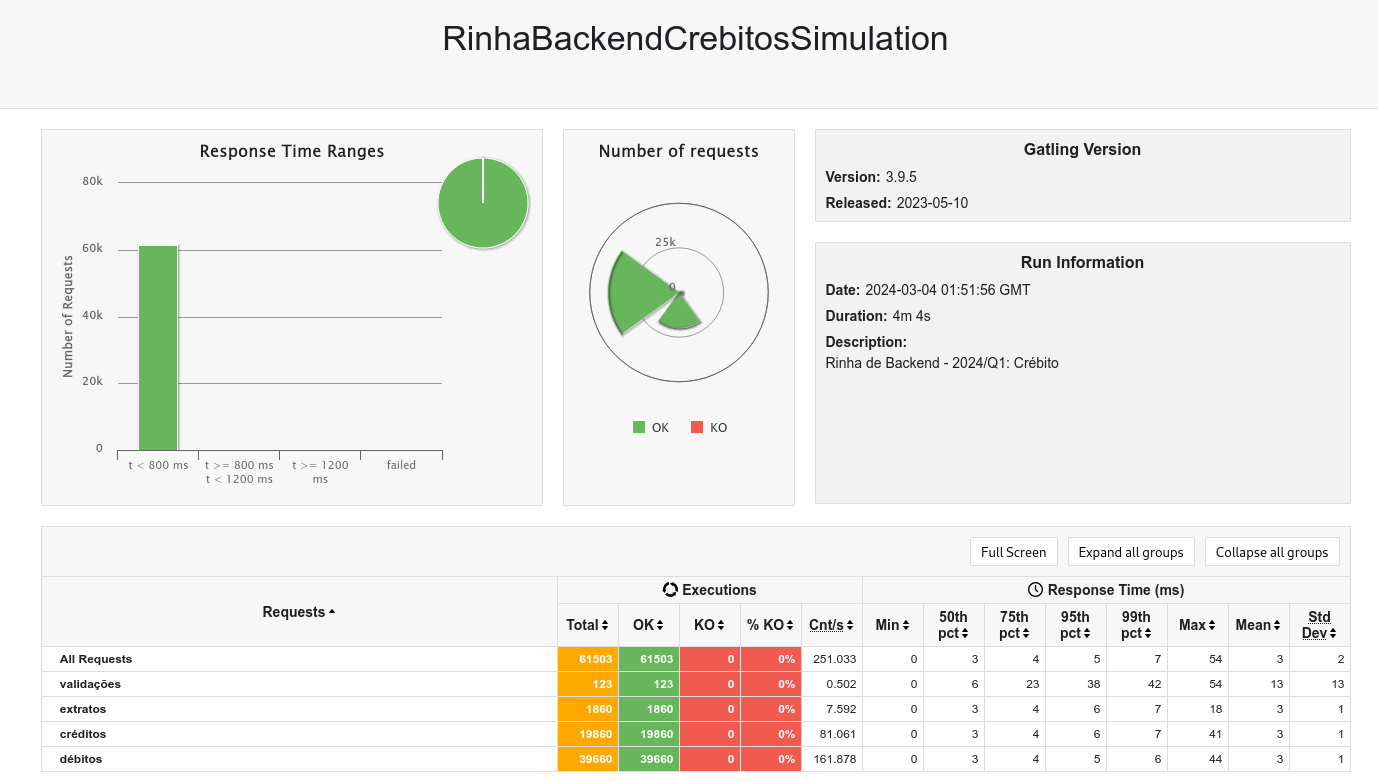 RinhaBackendCrebitosSimulation
Response Time Ranges
80k
60k
40k
20k
0
Number of Requests
t < 800 ms
t >= 800 ms
t < 1200 ms
t >= 1200
ms
failed
Number of requests
25k
0
OK KO
Gatling Version
Version: 3.9.5
Released: 2023-05-10
Run Information
Date: 2024-03-04 01:51:56 GMT
Duration: 4m 4s
Description:
Rinha de Backend - 2024/Q1: Crébito
Full Screen Expand all groups Collapse all groups
Requests Executions Response Time (ms)
Total OK KO % KO Cnt/s Min 50th pct 75th pct 95th pct 99th pct Max Mean Std Dev
All Requests 61503 61503 0 0% 251.033 0 3 4 5 7 54 3 2
validações 123 123 0 0% 0.502 0 6 23 38 42 54 13 13
extratos 1860 1860 0 0% 7.592 0 3 4 6 7 18 3 1
créditos 19860 19860 0 0% 81.061 0 3 4 6 7 41 3 1
débitos 39660 39660 0 0% 161.878 0 3 4 5 6 44 3 1